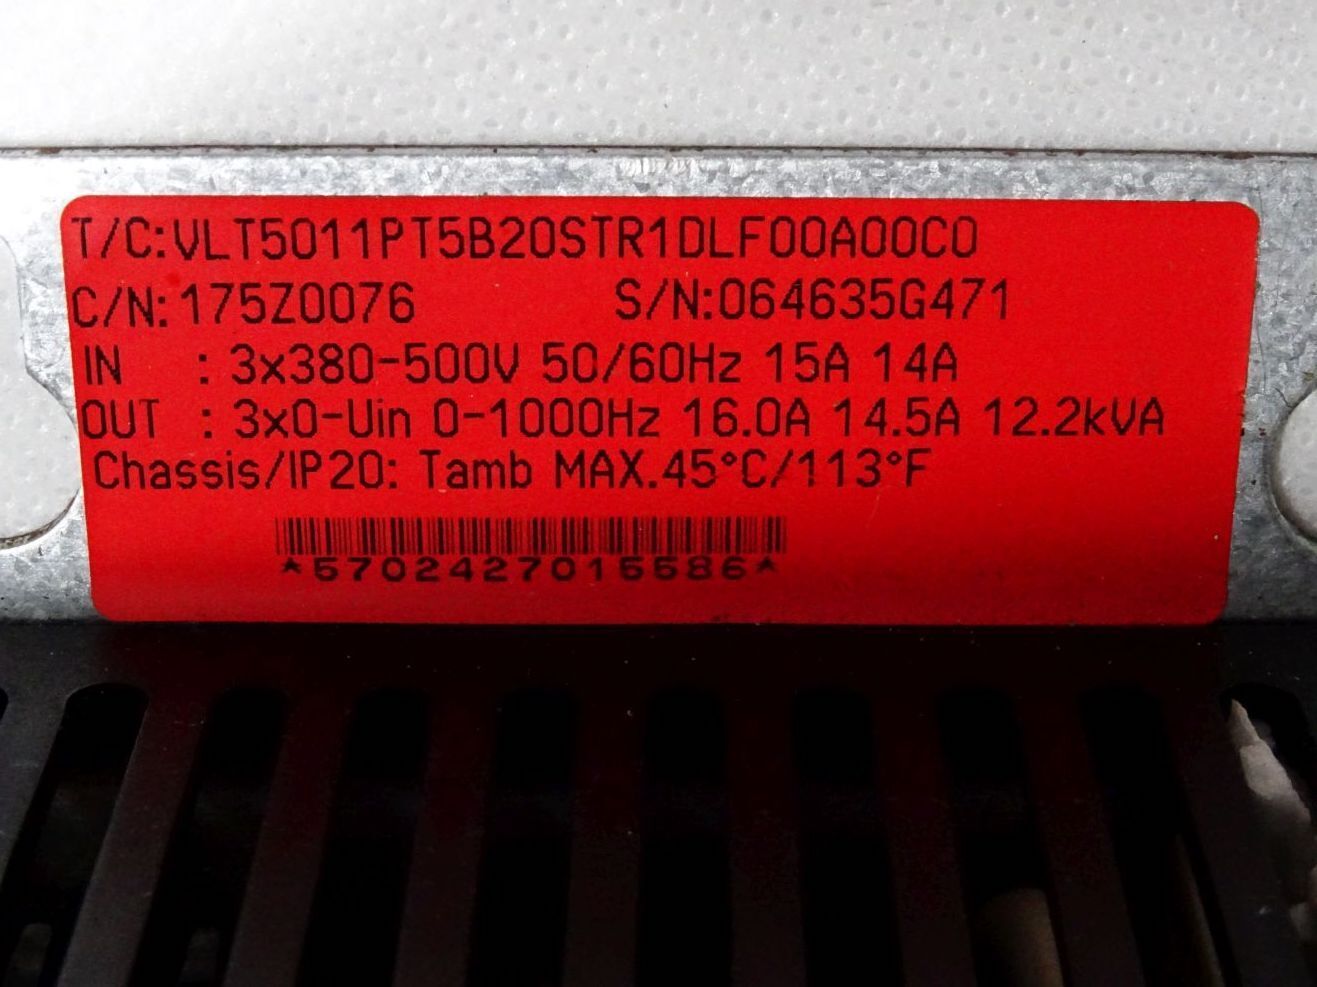 T/C:VLT5011PT5B20STR1DLF00A00C0
C/N: 175Z0076 S/N:064635G471
IN : 3x380-500V 50/60Hz 15A 14A
OUT : 3x0-Uin 0-1000Hz 16.0A 14.5A 12.2kVA
Chassis/IP20: Tamb MAX.45°C/113°F
*5702427015586*